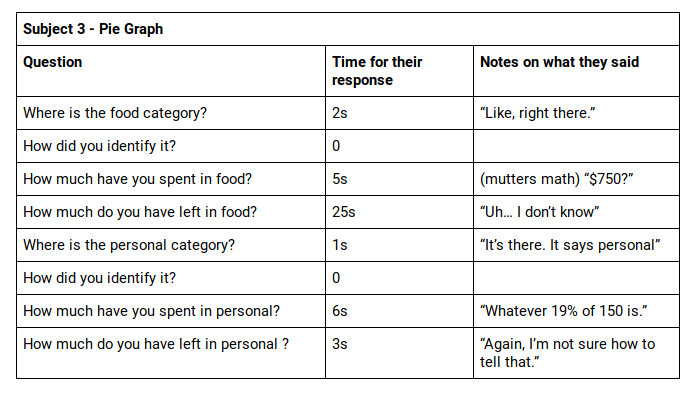 Subject 3 - Pie Graph
Question
Time for their
response
Notes on what they said
Where is the food category?
2s
“Like, right there.”
How did you identify it?
0
How much have you spent in food?
5s
(mutters math) “$750?”
How much do you have left in food?
25s
“Uh… I don’t know”
Where is the personal category?
1s
“It’s there. It says personal”
How did you identify it?
0
How much have you spent in personal?
6s
“Whatever 19% of 150 is.”
How much do you have left in personal ?
3s
“Again, I’m not sure how to
tell that.”